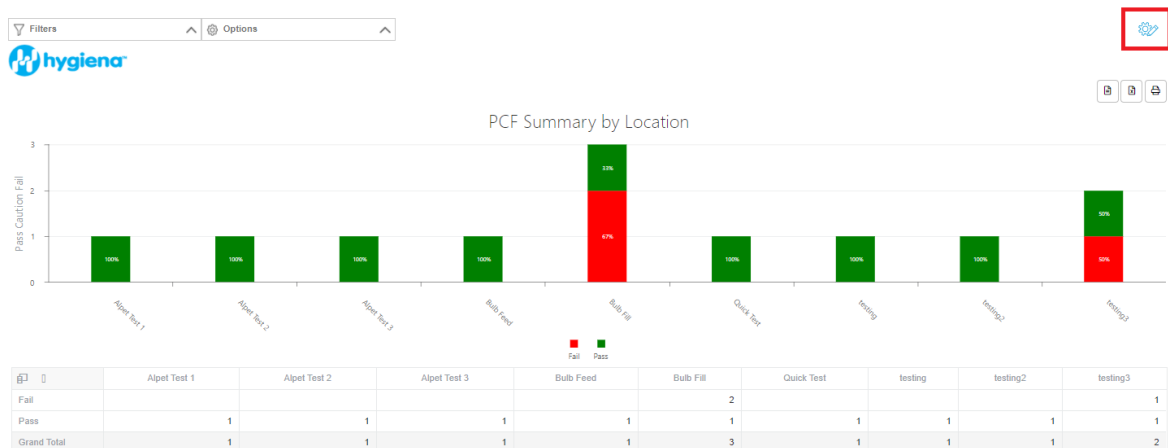 Filters Options
hygiena™
PCF Summary by Location
Pass Caution Fail
3
2
1
0
100% 100% 100% 100% 33% 67% 100% 100% 100% 50% 50%
Alpet Test 1 Alpet Test 2 Alpet Test 3 Bulb Feed Bulb Fill Quick Test testing testing2 testing3
Fail Pass
Alpet Test 1 Alpet Test 2 Alpet Test 3 Bulb Feed Bulb Fill Quick Test testing testing2 testing3
Fail 2 1
Pass 1 1 1 1 1 1 1 1 1
Grand Total 1 1 1 1 3 1 1 1 2